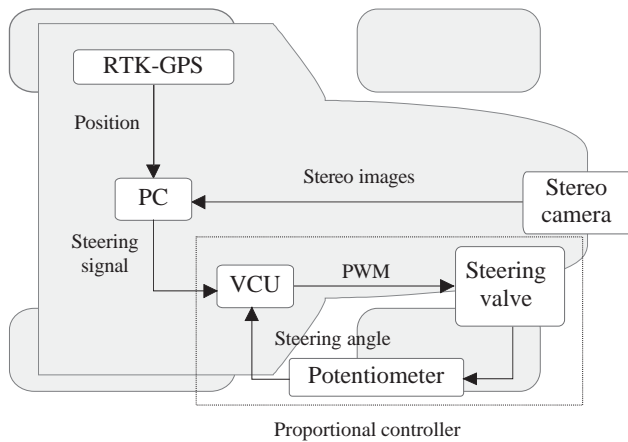 RTK-GPS
Position
Stereo images
PC
Stereo
camera
Steering
signal
VCU
PWM
Steering
valve
Steering angle
Potentiometer
Proportional controller